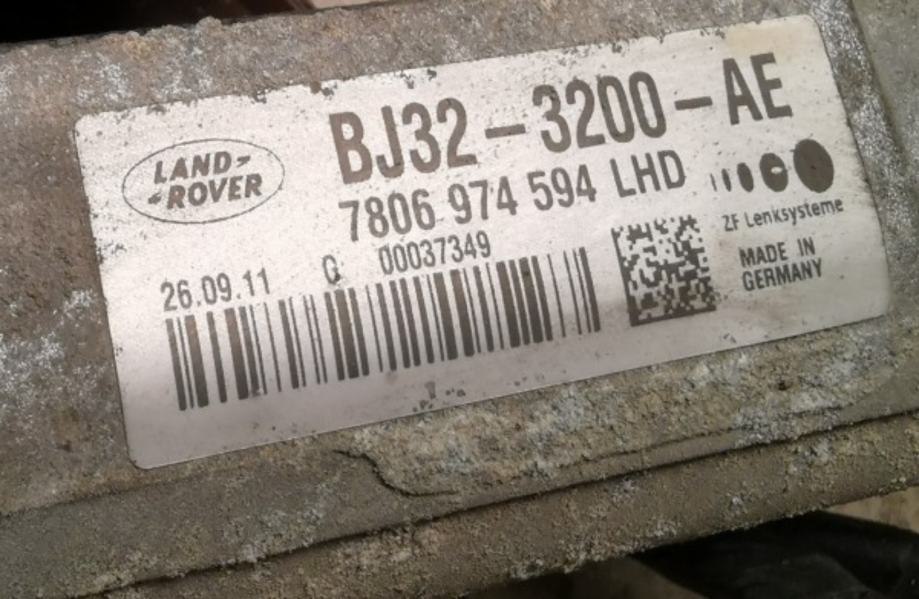 LAND-
-ROVER
BJ32-3200-AE
7806 974 594 LHD
ZF Lenksysteme
26.09.11 C 00037349
MADE IN
GERMANY